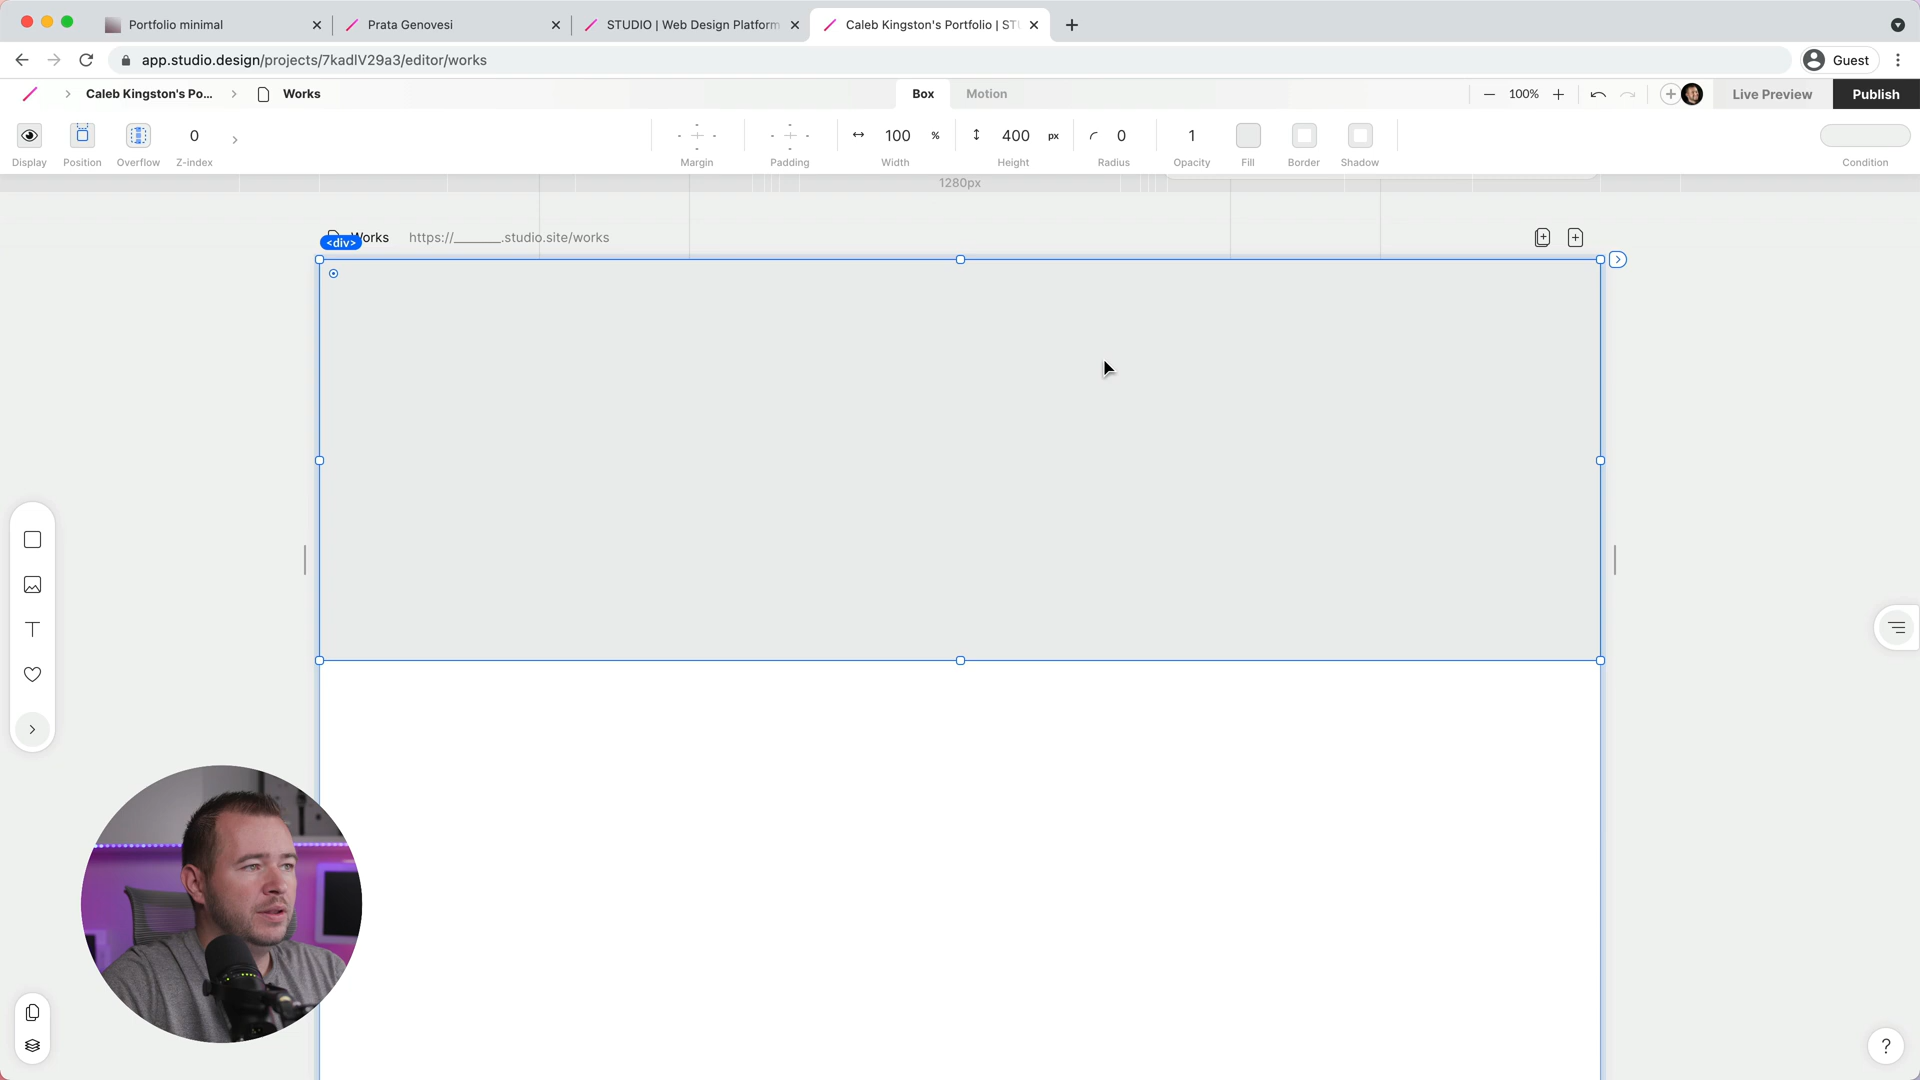 Portfolio minimal
Prata Genovesi
STUDIO | Web Design Platform
Caleb Kingston's Portfolio | ST
app.studio.design/projects/7kadIV29a3/editor/works
Guest
Caleb Kingston's Po...
Works
Box
Motion
100%
Live Preview
Publish
0
100 %
400 px
0
1
Display
Position
Overflow
Z-index
Margin
Padding
Width
Height
Radius
Opacity
Fill
Border
Shadow
Condition
1280px
<div>
Works
https://_______.studio.site/works
T
?